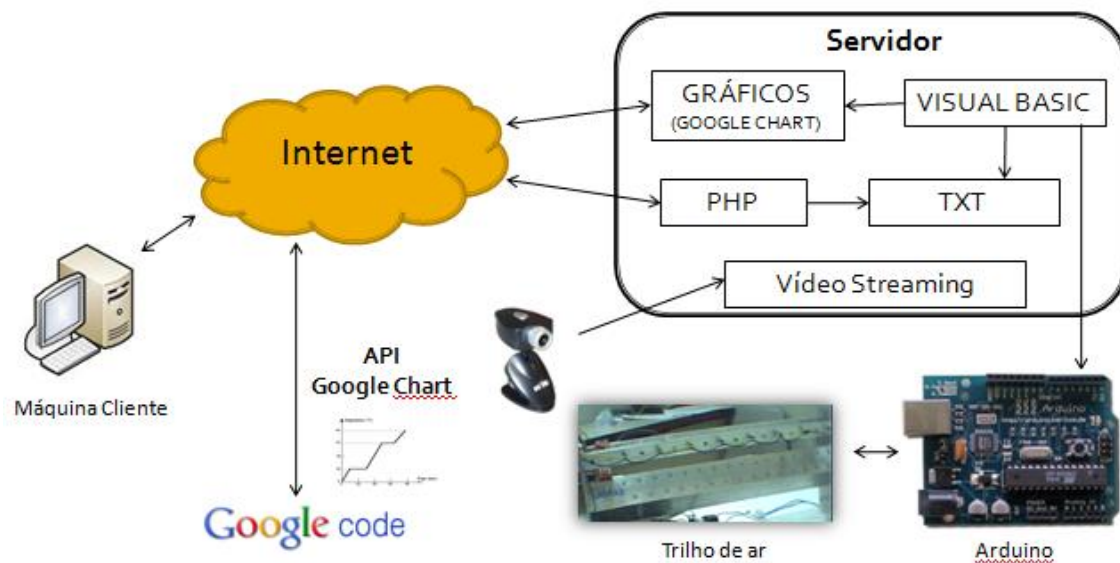 Servidor
GRÁFICOS
(GOOGLE CHART)
VISUAL BASIC
Internet
PHP
TXT
Vídeo Streaming
API
Google Chart
Máquina Cliente
Google code
Arduino
Trilho de ar
Arduino